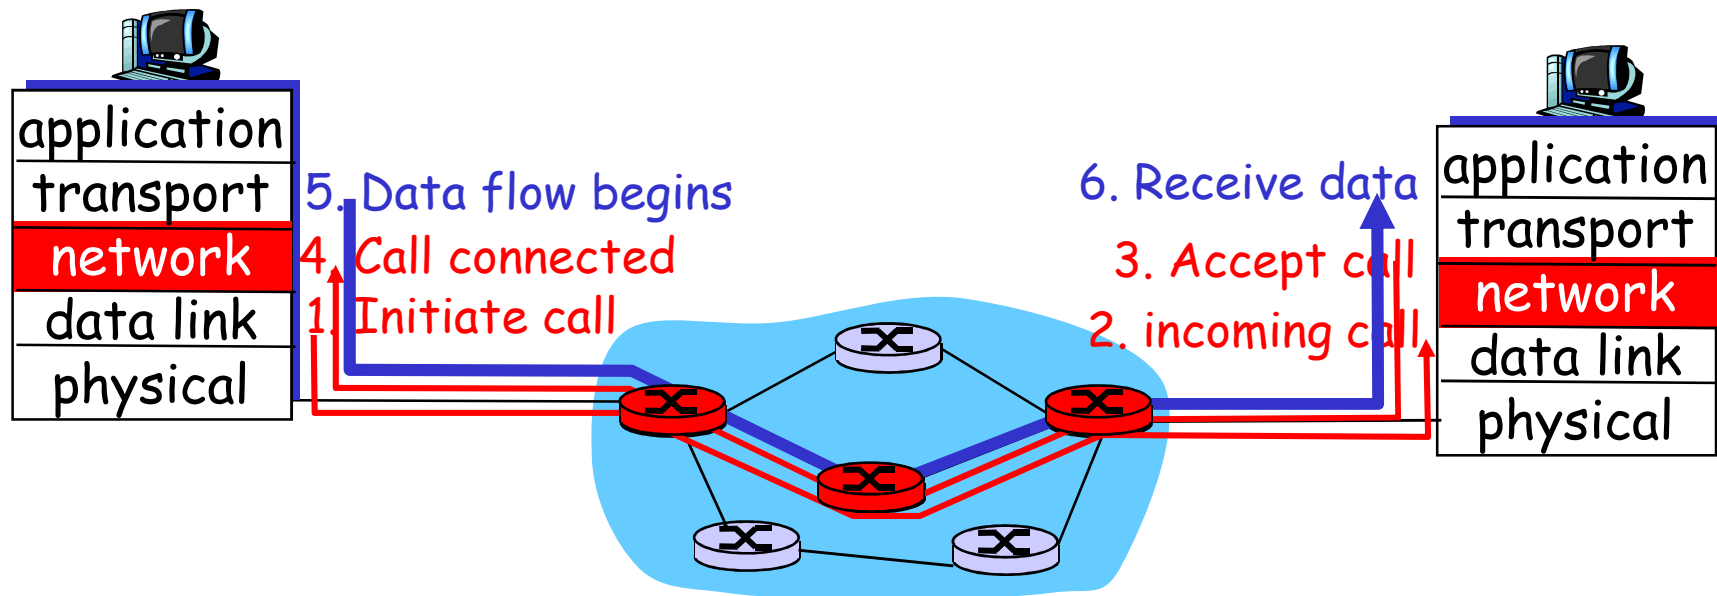 application
transport
network
data link
physical
5. Data flow begins
4. Call connected
1. Initiate call
6. Receive data
3. Accept call
2. incoming call
application
transport
network
data link
physical